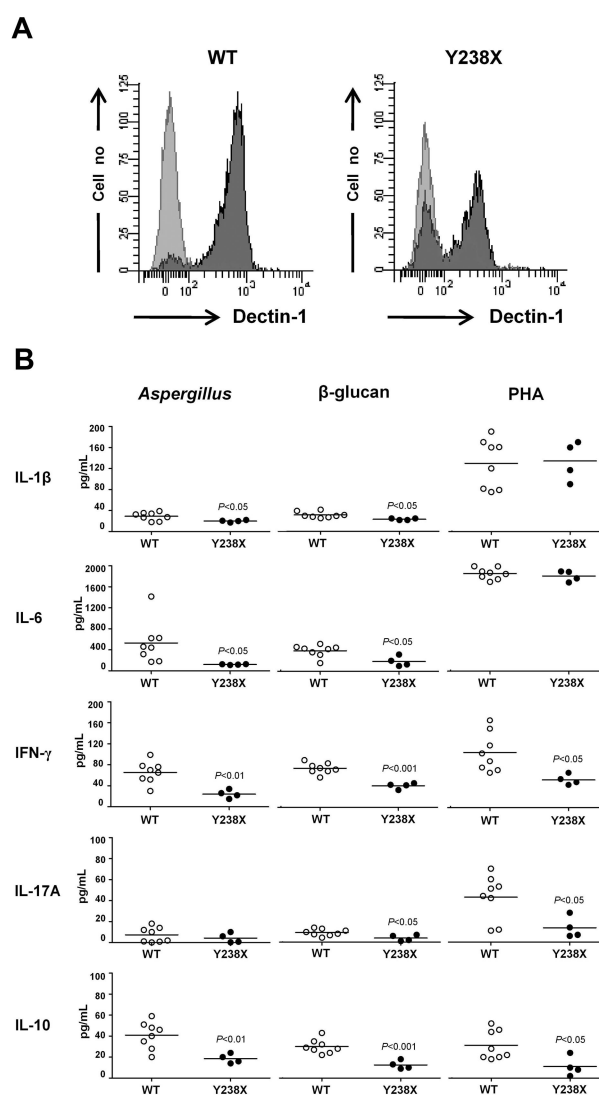 A
WT
Y238X
Cell no
125
100
75
50
25
0
0 10² 10³ 10⁴
Dectin-1
Cell no
125
100
75
50
25
0
0 10² 10³ 10⁴
Dectin-1
B
Aspergillus β-glucan PHA
IL-1β
pg/mL
200
160
120
80
40
0
P<0.05
P<0.05
WT Y238X WT Y238X WT Y238X
IL-6
pg/mL
2000
1600
1200
800
400
0
P<0.05
P<0.05
WT Y238X WT Y238X WT Y238X
IFN-γ
pg/mL
200
160
120
80
40
0
P<0.01
P<0.001
P<0.05
WT Y238X WT Y238X WT Y238X
IL-17A
pg/mL
100
80
60
40
20
0
P<0.05
P<0.05
WT Y238X WT Y238X WT Y238X
IL-10
pg/mL
100
80
60
40
20
0
P<0.01
P<0.001
P<0.05
WT Y238X WT Y238X WT Y238X